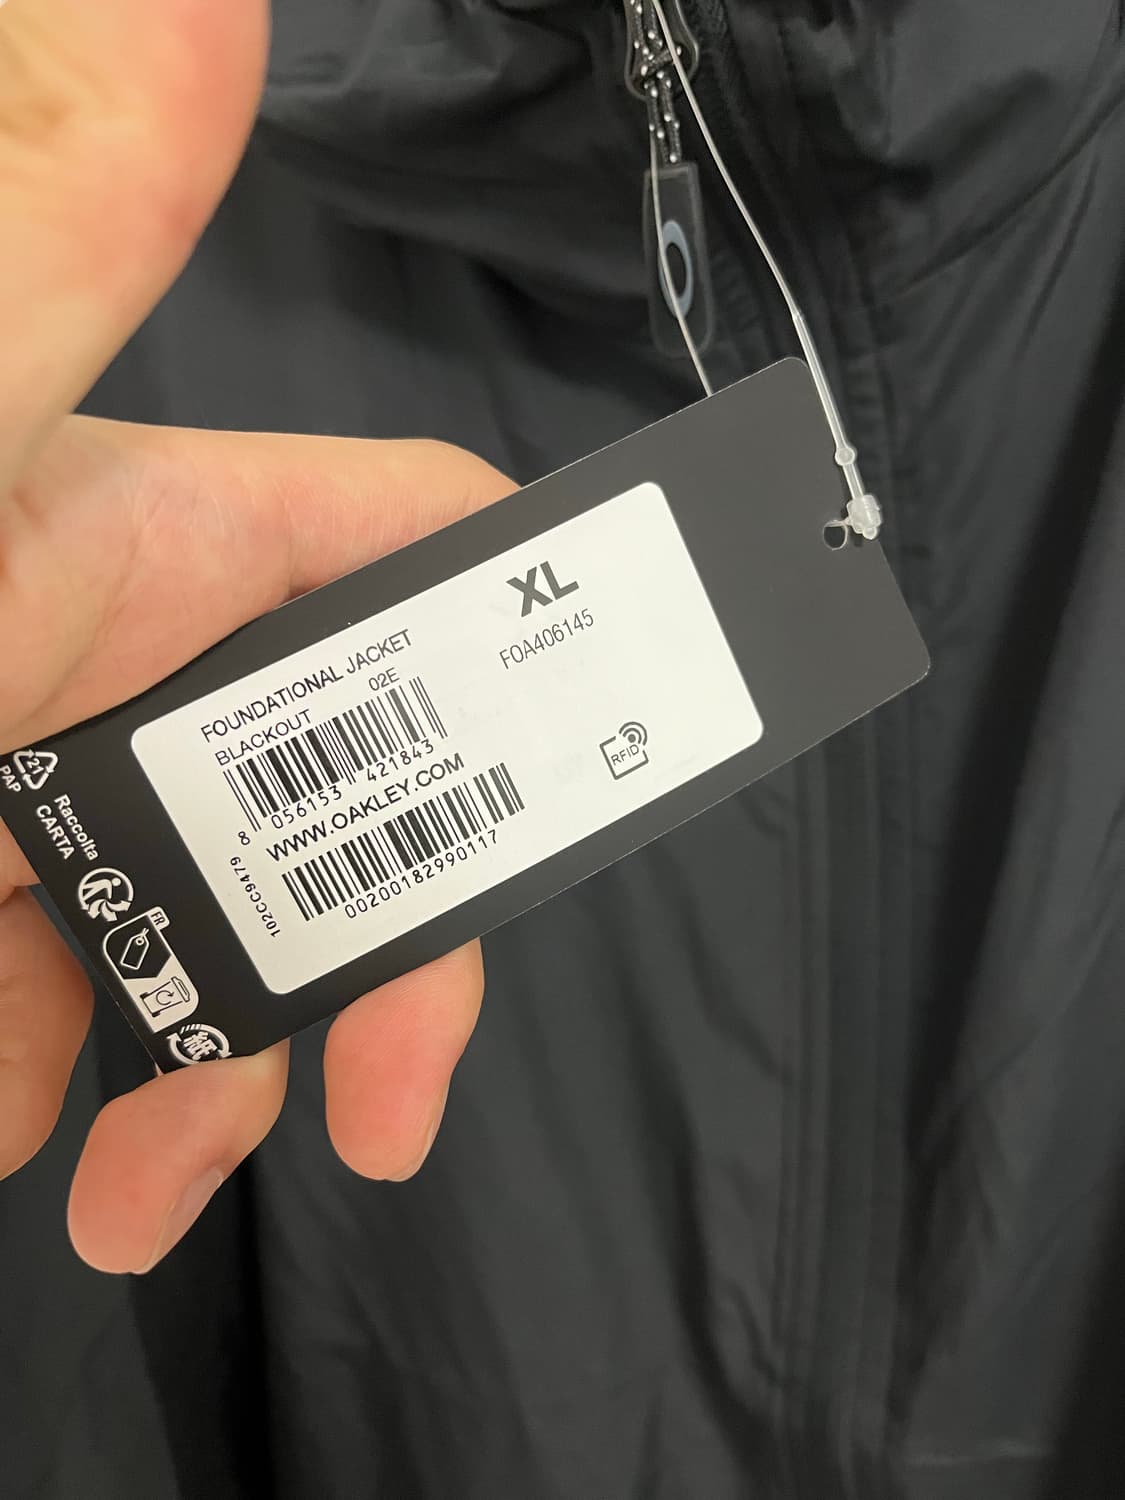 XL
FOA406145
FOUNDATIONAL JACKET
BLACKOUT 02E
8 056153 421843
WWW.OAKLEY.COM
00200182990117
102CC9479
RFID
21
PAP
Raccolta
CARTA
FR
紙